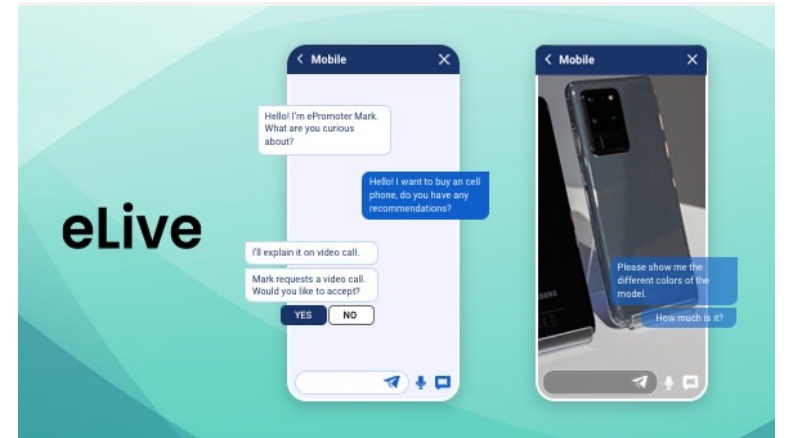 eLive
Mobile
Hello! I'm ePromoter Mark.
What are you curious
about?
Hello! I want to buy an cell
phone, do you have any
recommendations?
I'll explain it on video call.
Mark requests a video call.
Would you like to accept?
YES
NO
Mobile
Please show me the
different colors of the
model.
How much is it?
SAMSUNG